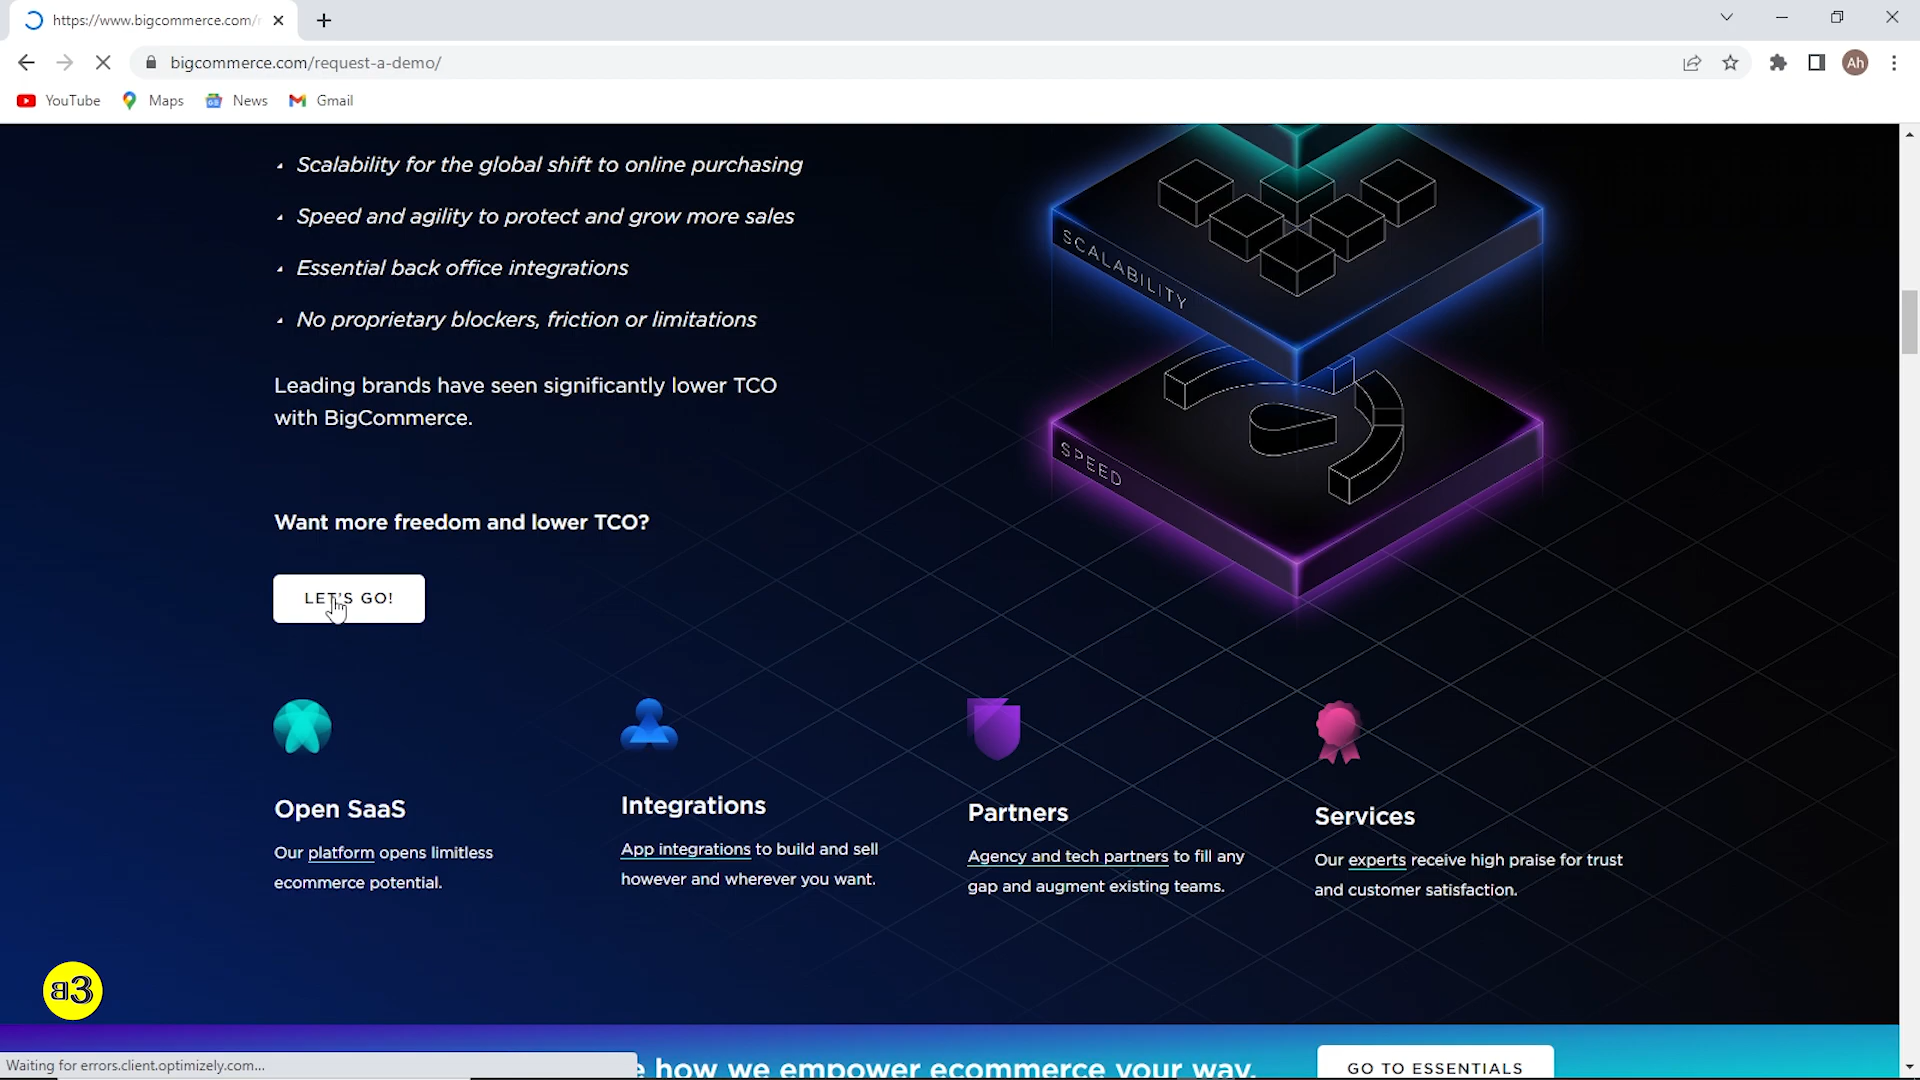 https://www.bigcommerce.com/r
bigcommerce.com/request-a-demo/
Ah
YouTube
Maps
News
Gmail
Scalability for the global shift to online purchasing
Speed and agility to protect and grow more sales
Essential back office integrations
No proprietary blockers, friction or limitations
SCALABILITY
SPEED
Leading brands have seen significantly lower TCO
with BigCommerce.
Want more freedom and lower TCO?
LET'S GO!
Open SaaS
Our platform opens limitless
ecommerce potential.
Integrations
App integrations to build and sell
however and wherever you want.
Partners
Agency and tech partners to fill any
gap and augment existing teams.
Services
Our experts receive high praise for trust
and customer satisfaction.
how we empower ecommerce your way.
GO TO ESSENTIALS
Waiting for errors.client.optimizely.com...